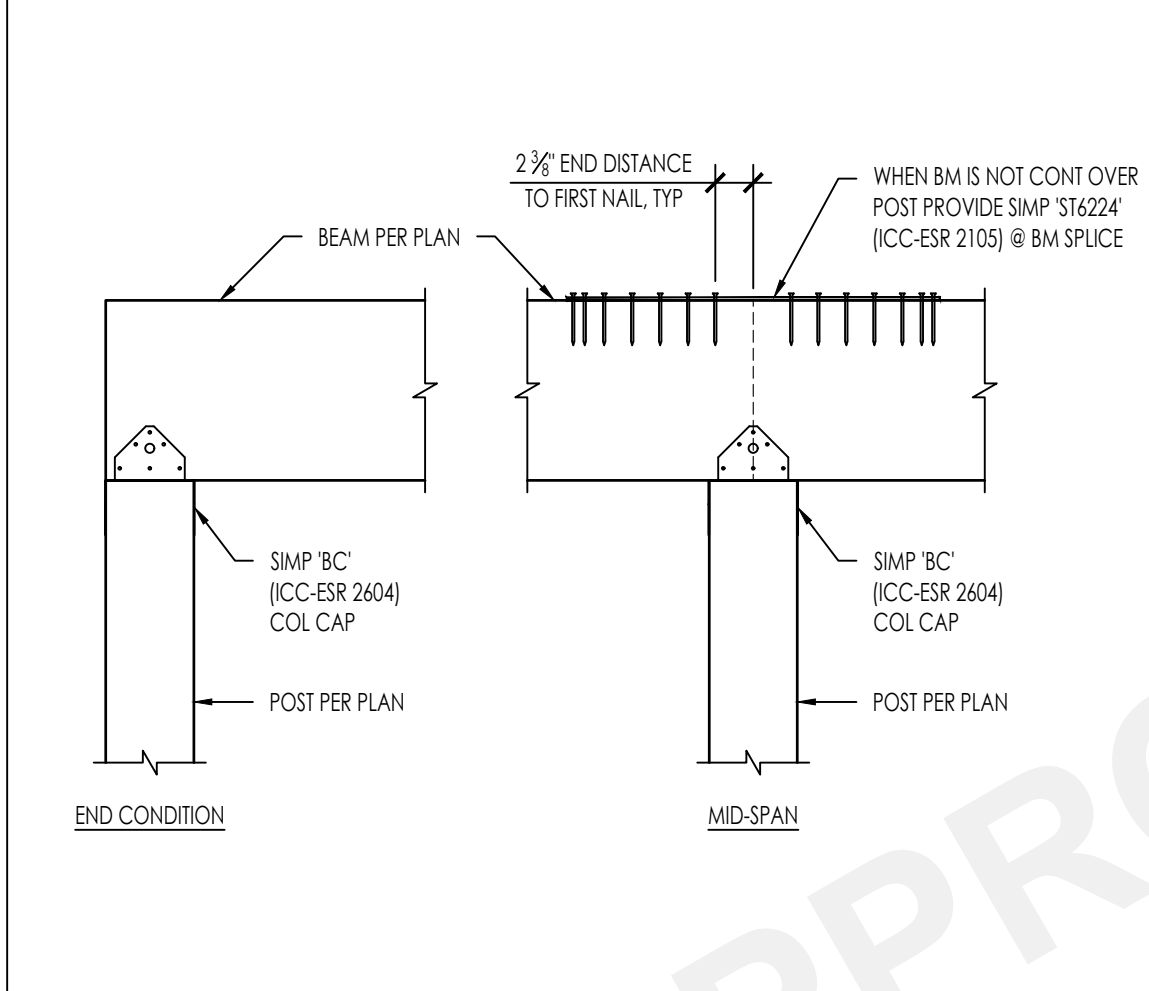 2 3/8" END DISTANCE
TO FIRST NAIL, TYP
WHEN BM IS NOT CONT OVER
POST PROVIDE SIMP 'ST6224'
(ICC-ESR 2105) @ BM SPLICE
BEAM PER PLAN
SIMP 'BC'
(ICC-ESR 2604)
COL CAP
POST PER PLAN
END CONDITION
SIMP 'BC'
(ICC-ESR 2604)
COL CAP
POST PER PLAN
MID-SPAN